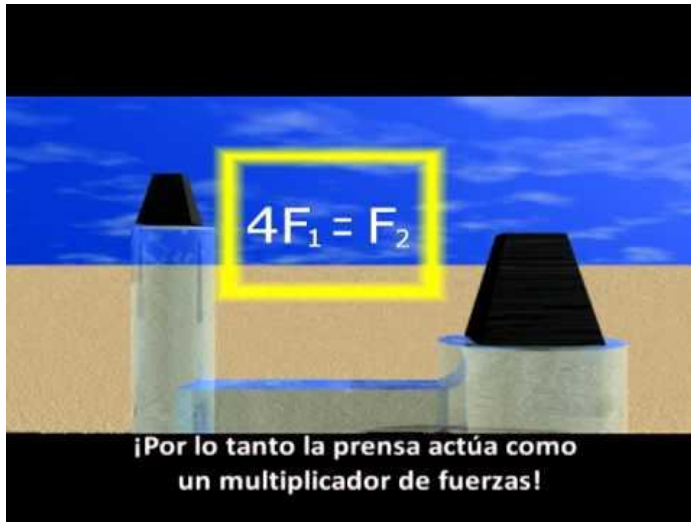 4F₁ = F₂
¡Por lo tanto la prensa actúa como
un multiplicador de fuerzas!